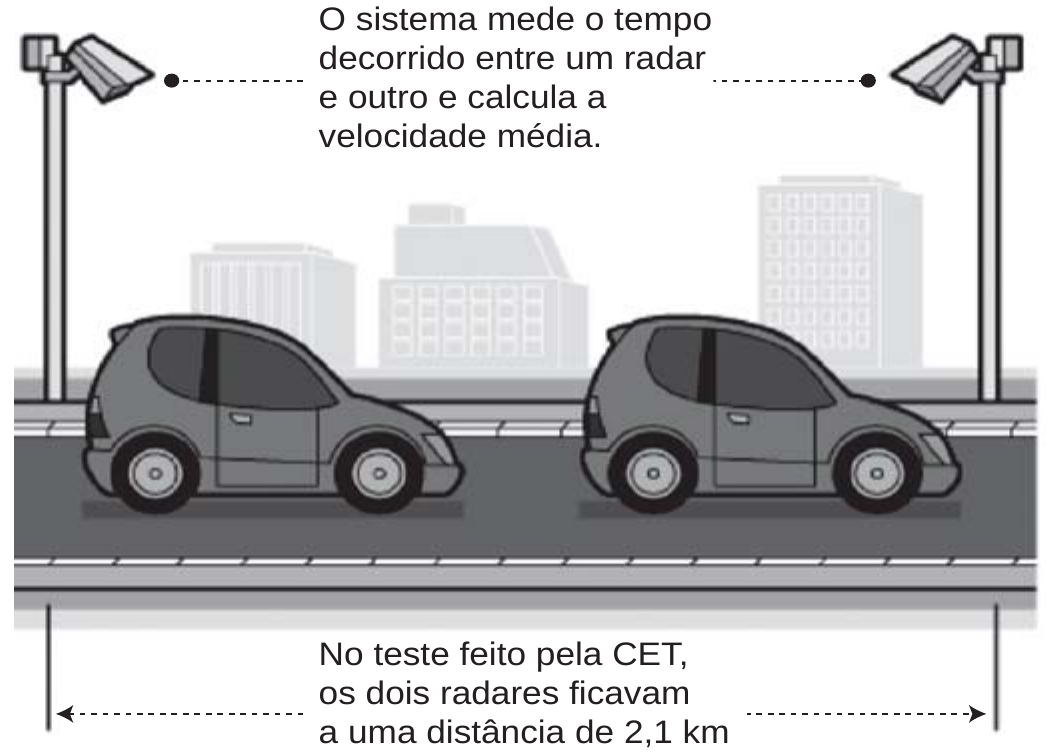 O sistema mede o tempo
decorrido entre um radar
e outro e calcula a
velocidade média.
No teste feito pela CET,
os dois radares ficavam
a uma distância de 2,1 km